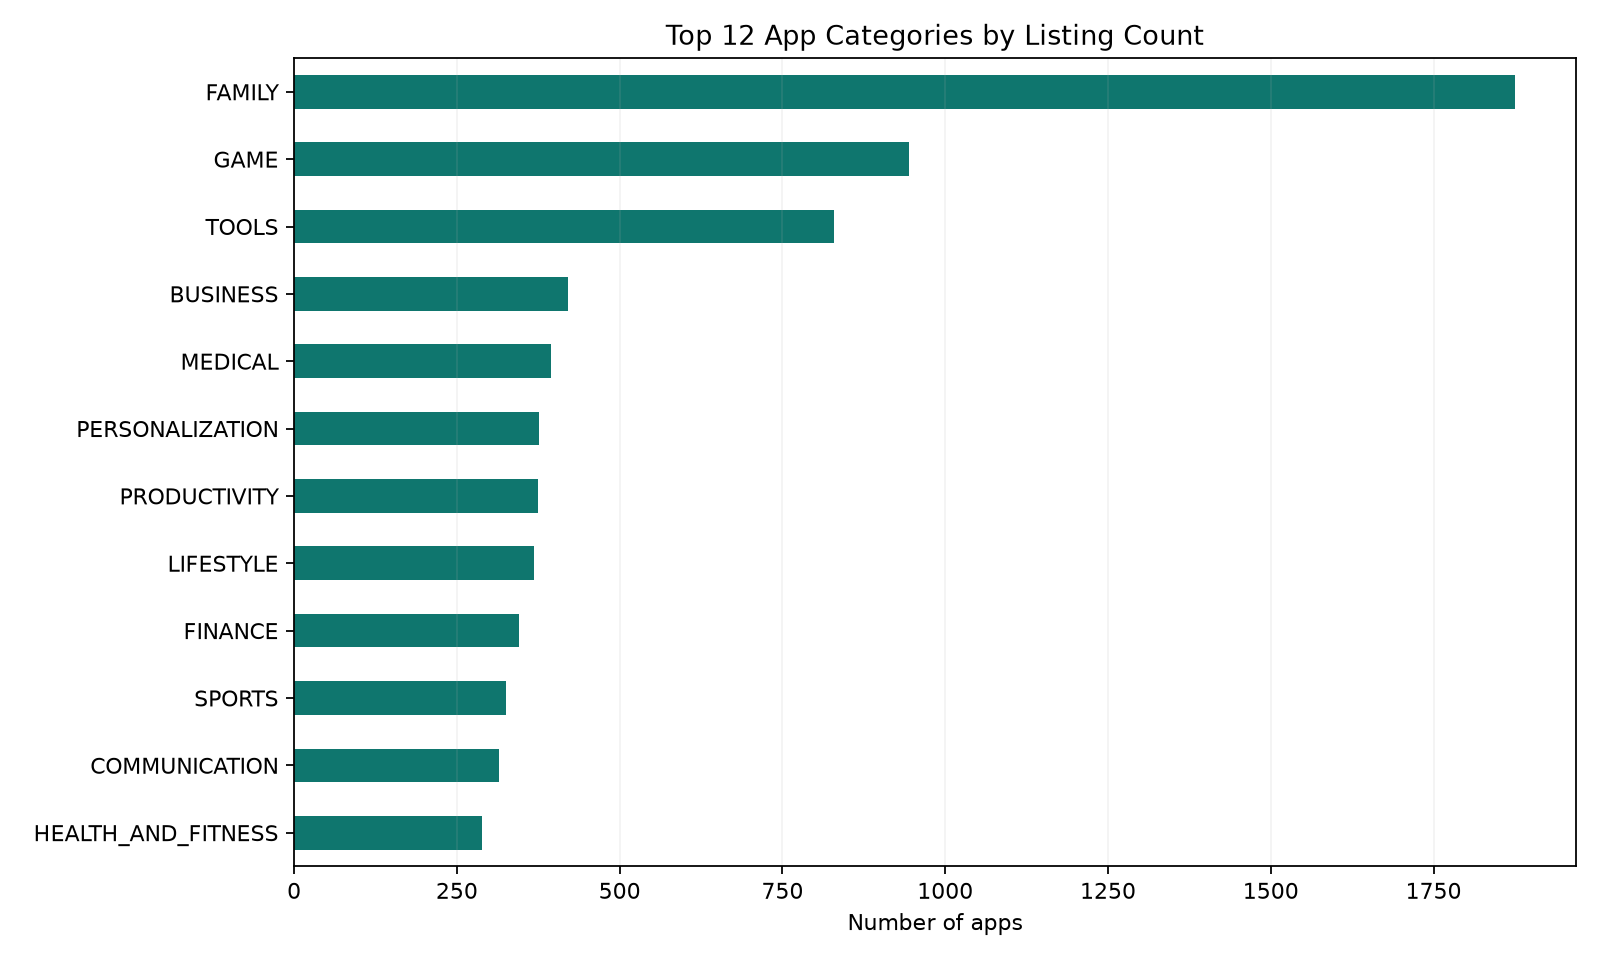 Top 12 App Categories by Listing Count
FAMILY
GAME
TOOLS
BUSINESS
MEDICAL
PERSONALIZATION
PRODUCTIVITY
LIFESTYLE
FINANCE
SPORTS
COMMUNICATION
HEALTH_AND_FITNESS
0 250 500 750 1000 1250 1500 1750
Number of apps